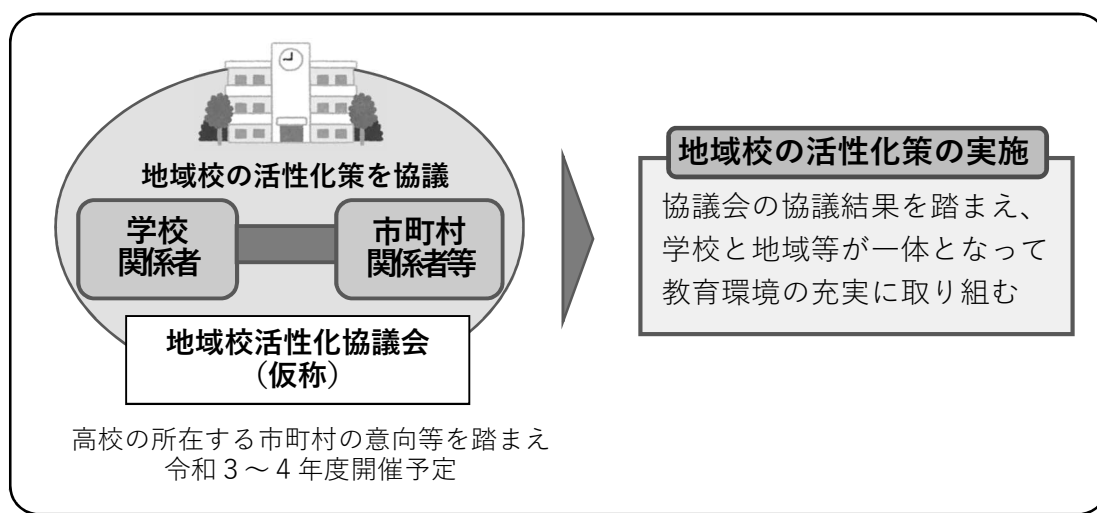 地域校の活性化策を協議
学校
関係者
市町村
関係者等
地域校活性化協議会
（仮称）
高校の所在する市町村の意向等を踏まえ
令和３～４年度開催予定
地域校の活性化策の実施
協議会の協議結果を踏まえ、
学校と地域等が一体となって
教育環境の充実に取り組む